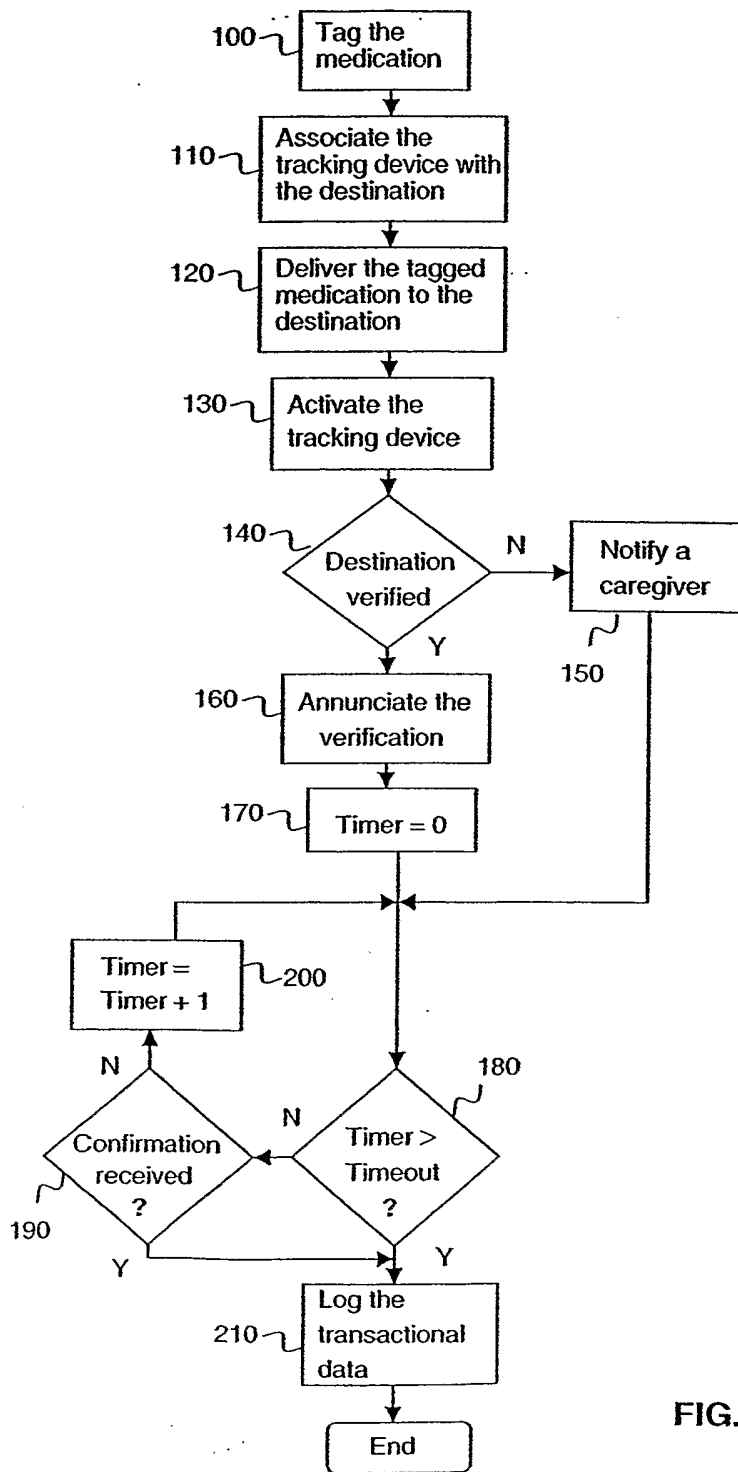 100
Tag the
medication
110
Associate the
tracking device with
the destination
120
Deliver the tagged
medication to the
destination
130
Activate the
tracking device
140
Destination
verified
N
Notify a
caregiver
150
Y
160
Annunciate the
verification
170
Timer = 0
Timer =
Timer + 1
200
N
180
Timer >
Timeout
?
N
Confirmation
received
?
190
Y
Y
210
Log the
transactional
data
End
FIG.